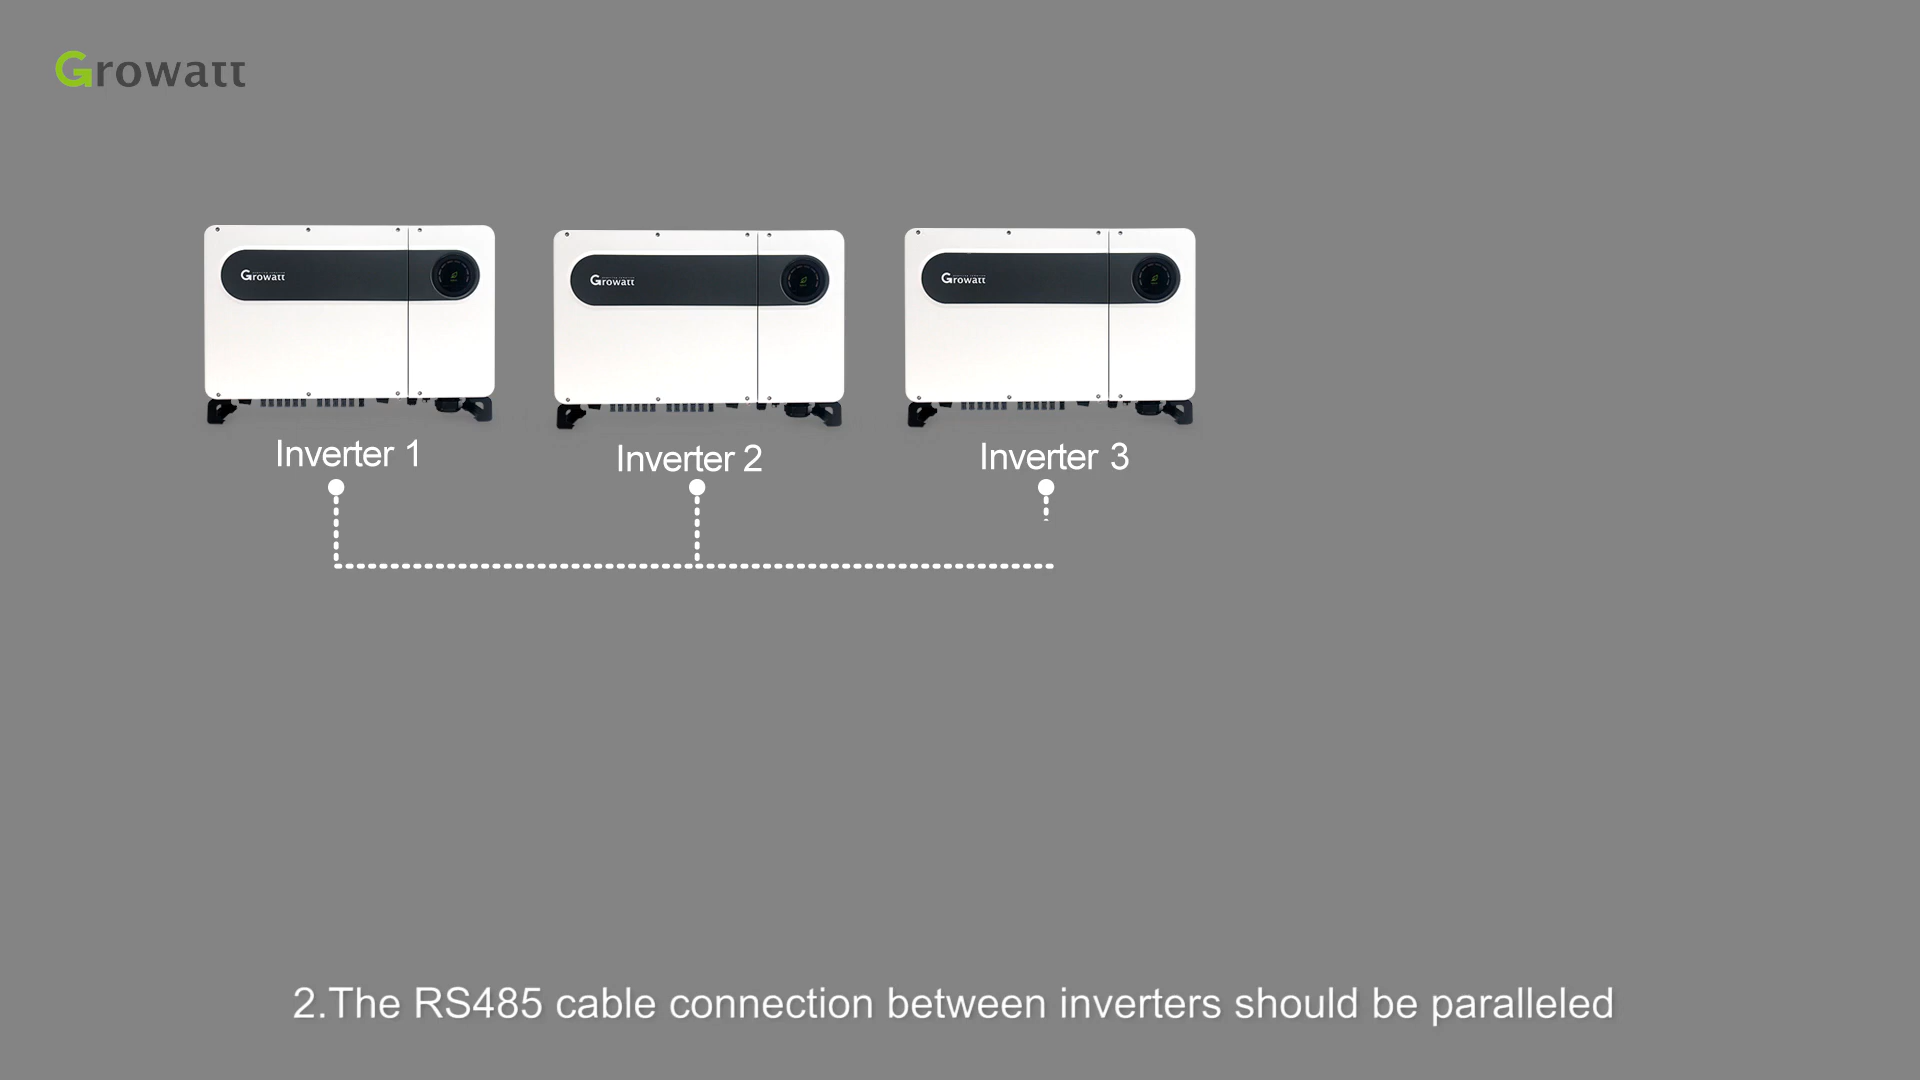 Growatt
Growatt
Growatt
Growatt
Inverter 1
Inverter 2
Inverter 3
2.The RS485 cable connection between inverters should be paralleled